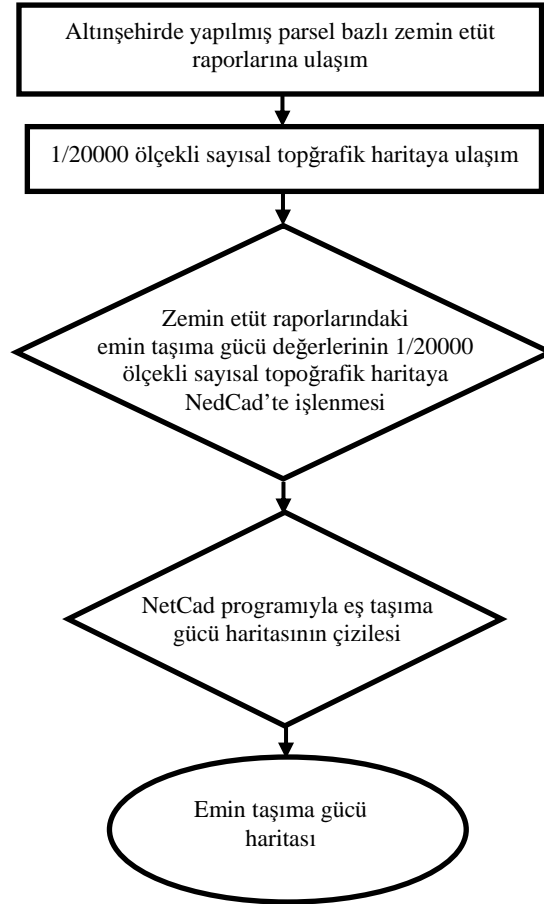 Altınşehirde yapılmış parsel bazlı zemin etüt
raporlarına ulaşım
1/20000 ölçekli sayısal topğrafik haritaya ulaşım
Zemin etüt raporlarındaki
emin taşıma gücü değerlerinin 1/20000
ölçekli sayısal topoğrafik haritaya
NedCad’te işlenmesi
NetCad programıyla eş taşıma
gücü haritasının çizilesi
Emin taşıma gücü
haritası